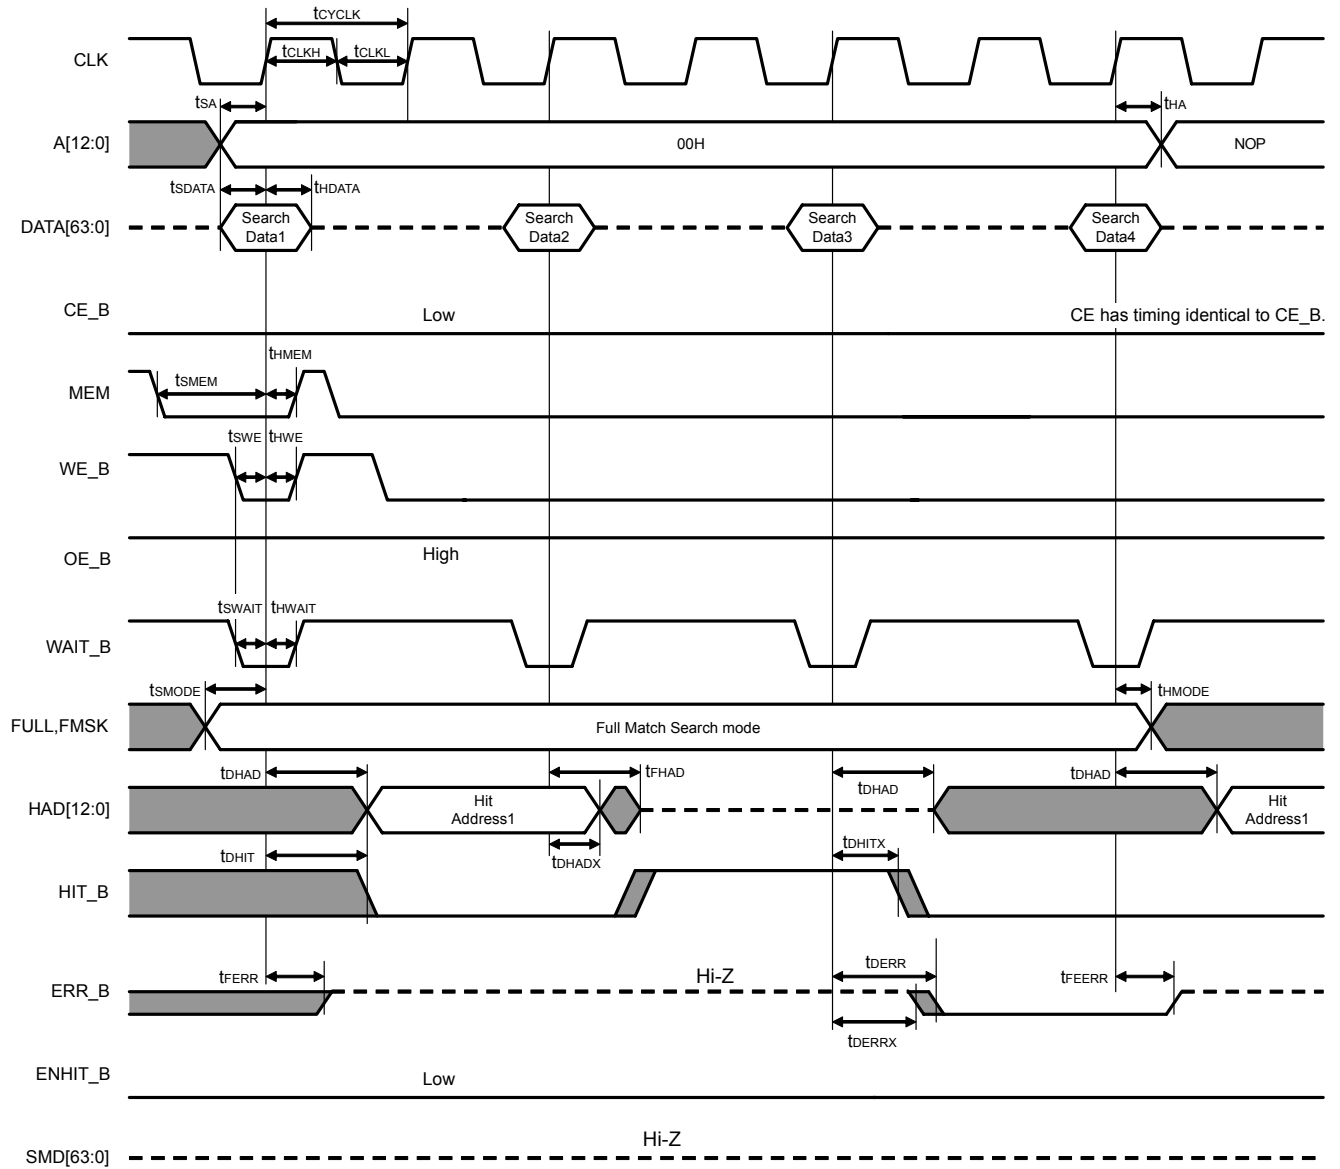 tCYCLK
CLK
tCLKH
tCLKL
tSA
tHA
A[12:0]
00H
NOP
tSDATA
tHDATA
DATA[63:0]
Search
Data1
Search
Data2
Search
Data3
Search
Data4
CE_B
Low
CE has timing identical to CE_B.
tHMEM
MEM
tSMEM
tSWE
tHWE
WE_B
OE_B
High
tSWAIT
tHWAIT
WAIT_B
tSMODE
tHMODE
FULL,FMSK
Full Match Search mode
tDHAD
tFHAD
tDHAD
tDHAD
HAD[12:0]
Hit
Address1
Hit
Address1
tDHIT
tDHADX
tDHITX
HIT_B
tFERR
Hi-Z
tDERR
tFEERR
ERR_B
tDERRX
ENHIT_B
Low
Hi-Z
SMD[63:0]